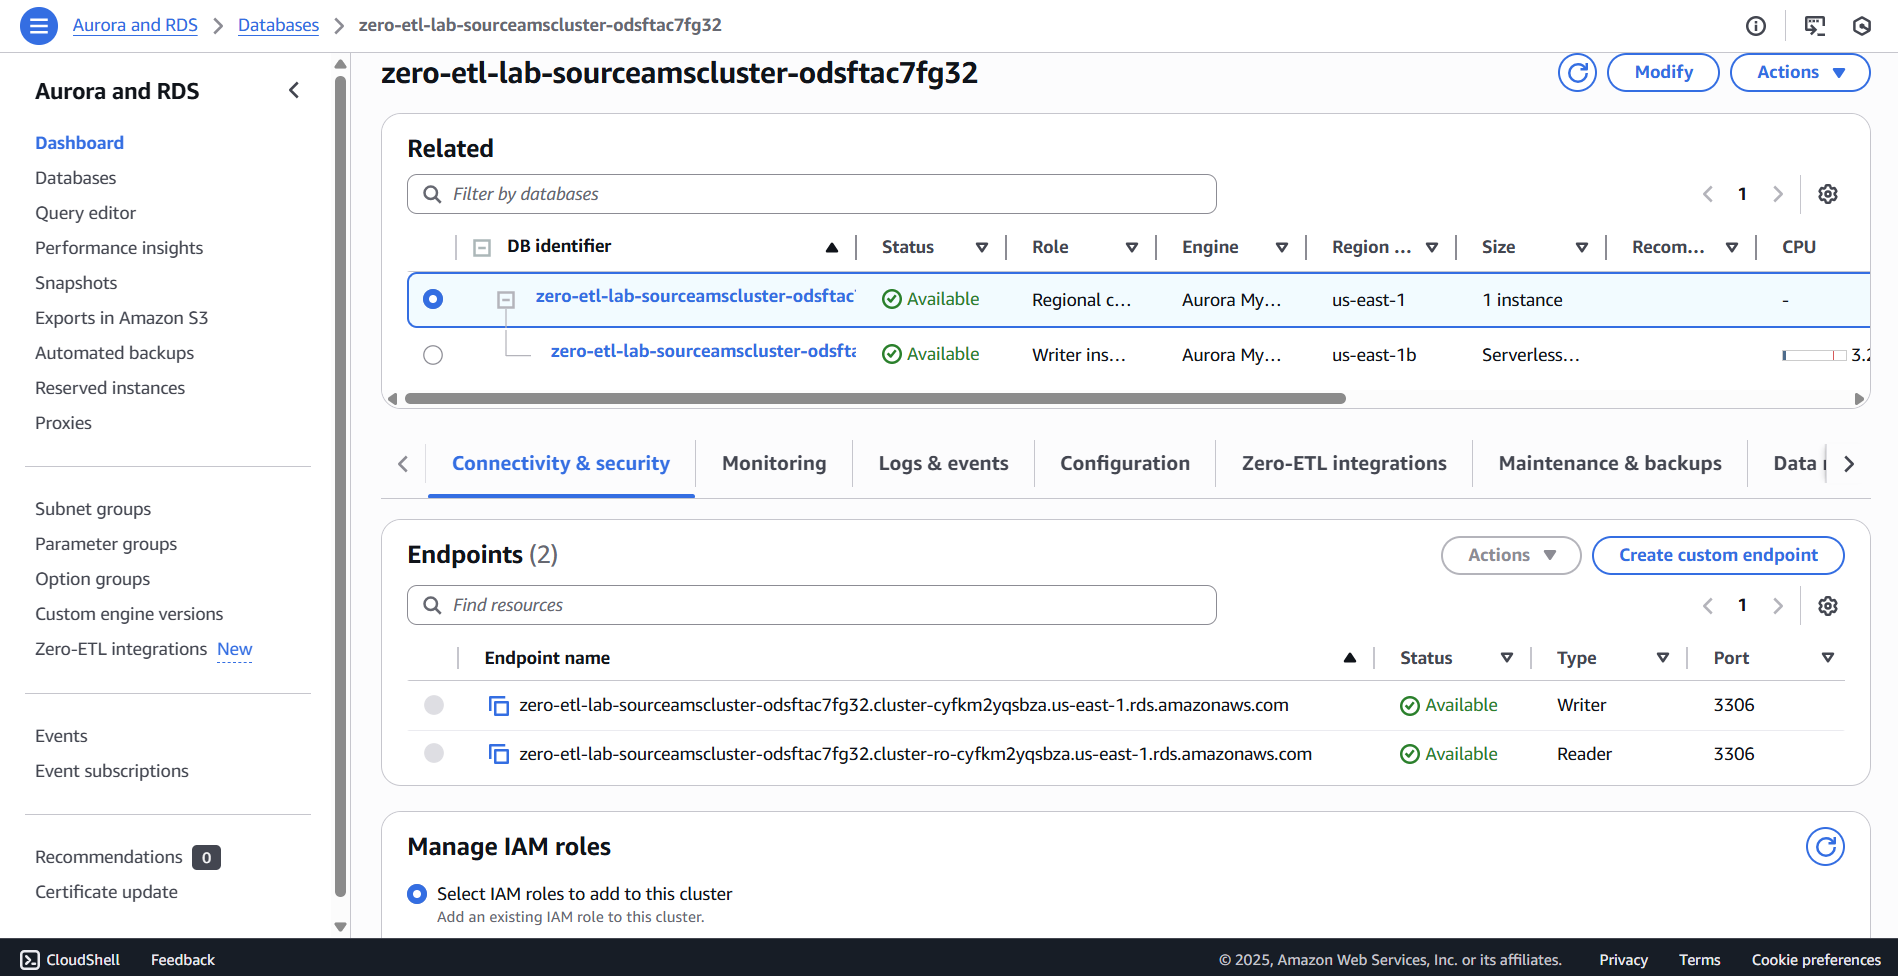 Aurora and RDS > Databases > zero-etl-lab-sourceamscluster-odsftac7fg32
Aurora and RDS
Dashboard
Databases
Query editor
Performance insights
Snapshots
Exports in Amazon S3
Automated backups
Reserved instances
Proxies
Subnet groups
Parameter groups
Option groups
Custom engine versions
Zero-ETL integrations New
Events
Event subscriptions
Recommendations 0
Certificate update
zero-etl-lab-sourceamscluster-odsftac7fg32
Modify
Actions
Related
Filter by databases
1
DB identifier Status Role Engine Region ... Size Recom... CPU
zero-etl-lab-sourceamscluster-odsftac Available Regional c... Aurora My... us-east-1 1 instance -
zero-etl-lab-sourceamscluster-odsfta Available Writer ins... Aurora My... us-east-1b Serverless... 3.2
Connectivity & security Monitoring Logs & events Configuration Zero-ETL integrations Maintenance & backups Data
Endpoints (2)
Actions
Create custom endpoint
Find resources
1
Endpoint name Status Type Port
zero-etl-lab-sourceamscluster-odsftac7fg32.cluster-cyfkm2yqsbza.us-east-1.rds.amazonaws.com Available Writer 3306
zero-etl-lab-sourceamscluster-odsftac7fg32.cluster-ro-cyfkm2yqsbza.us-east-1.rds.amazonaws.com Available Reader 3306
Manage IAM roles
Select IAM roles to add to this cluster
Add an existing IAM role to this cluster.
CloudShell Feedback © 2025, Amazon Web Services, Inc. or its affiliates. Privacy Terms Cookie preferences